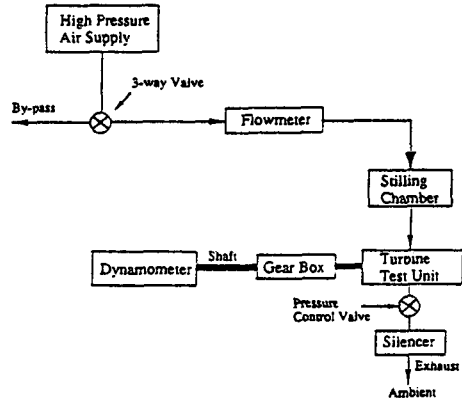 High Pressure
Air Supply
3-way Valve
By-pass
Flowmeter
Stilling
Chamber
Shaft
Dynamometer
Gear Box
Turbine
Test Unit
Pressure
Control Valve
Silencer
Exhaust
Ambient